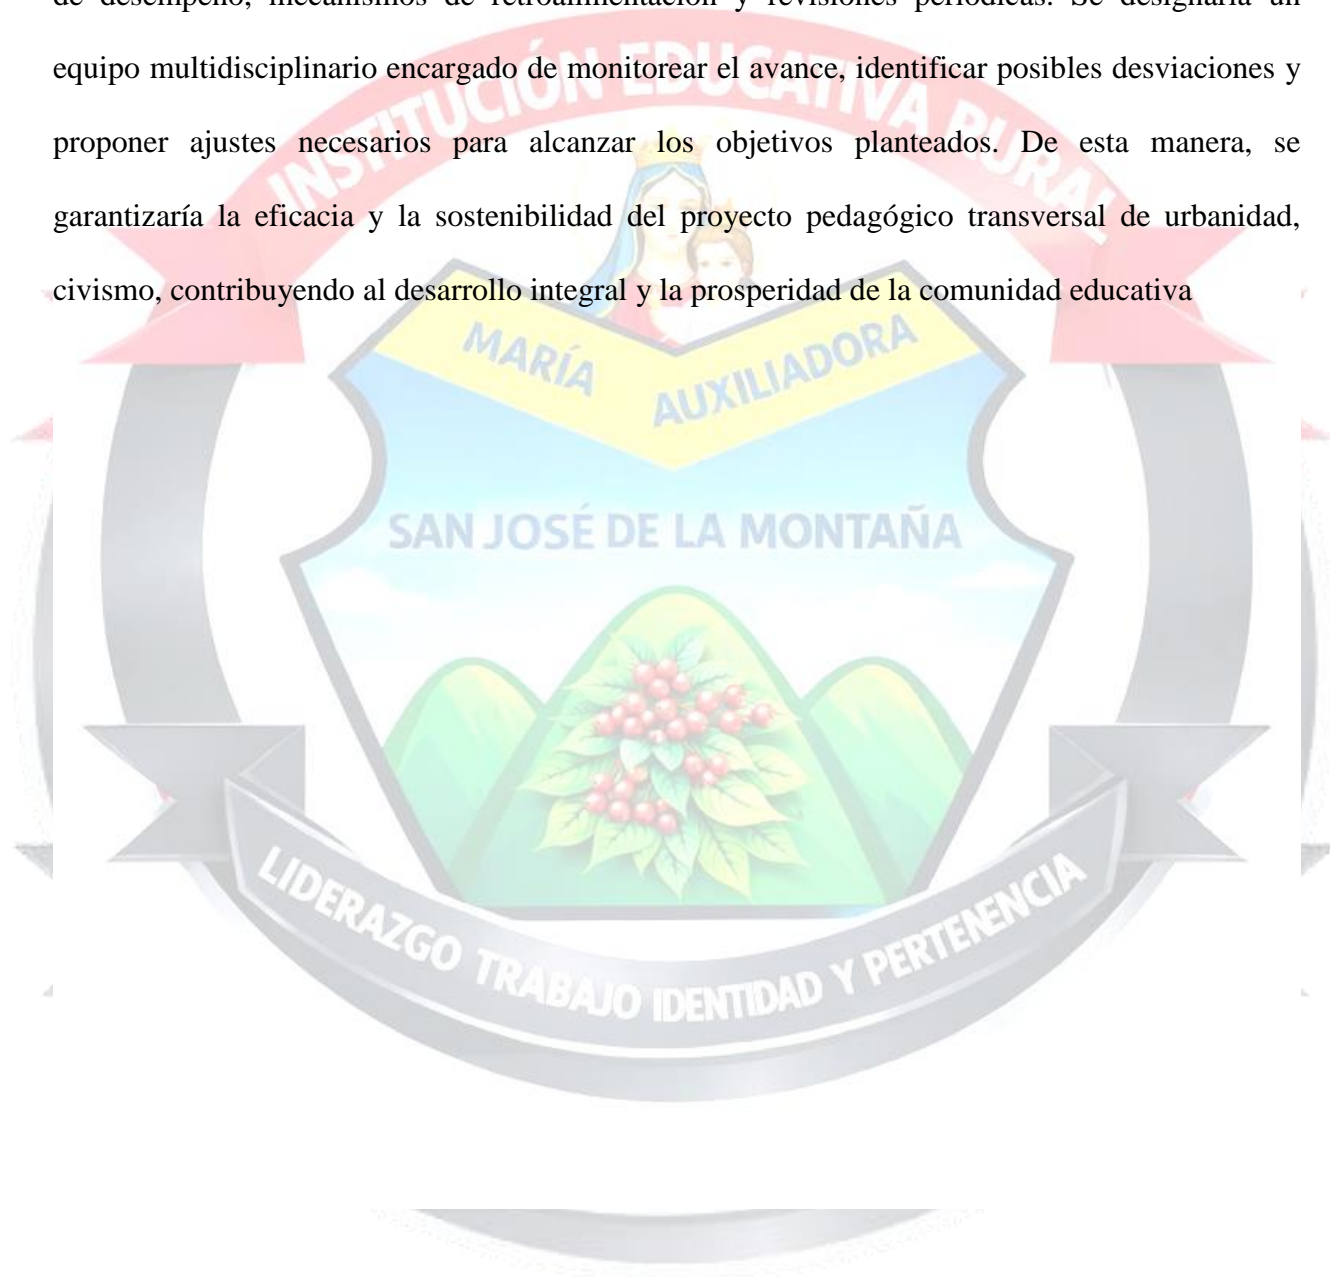 de desempeño, mecanismos de retroalimentación y revisiones periódicas. Se designaría un
equipo multidisciplinario encargado de monitorear el avance, identificar posibles desviaciones y
proponer ajustes necesarios para alcanzar los objetivos planteados. De esta manera, se
garantizaría la eficacia y la sostenibilidad del proyecto pedagógico transversal de urbanidad,
civismo, contribuyendo al desarrollo integral y la prosperidad de la comunidad educativa
INSTITUCIÓN EDUCATIVA RURAL
MARÍA AUXILIADORA
SAN JOSÉ DE LA MONTAÑA
LIDERAZGO TRABAJO IDENTIDAD Y PERTENENCIA